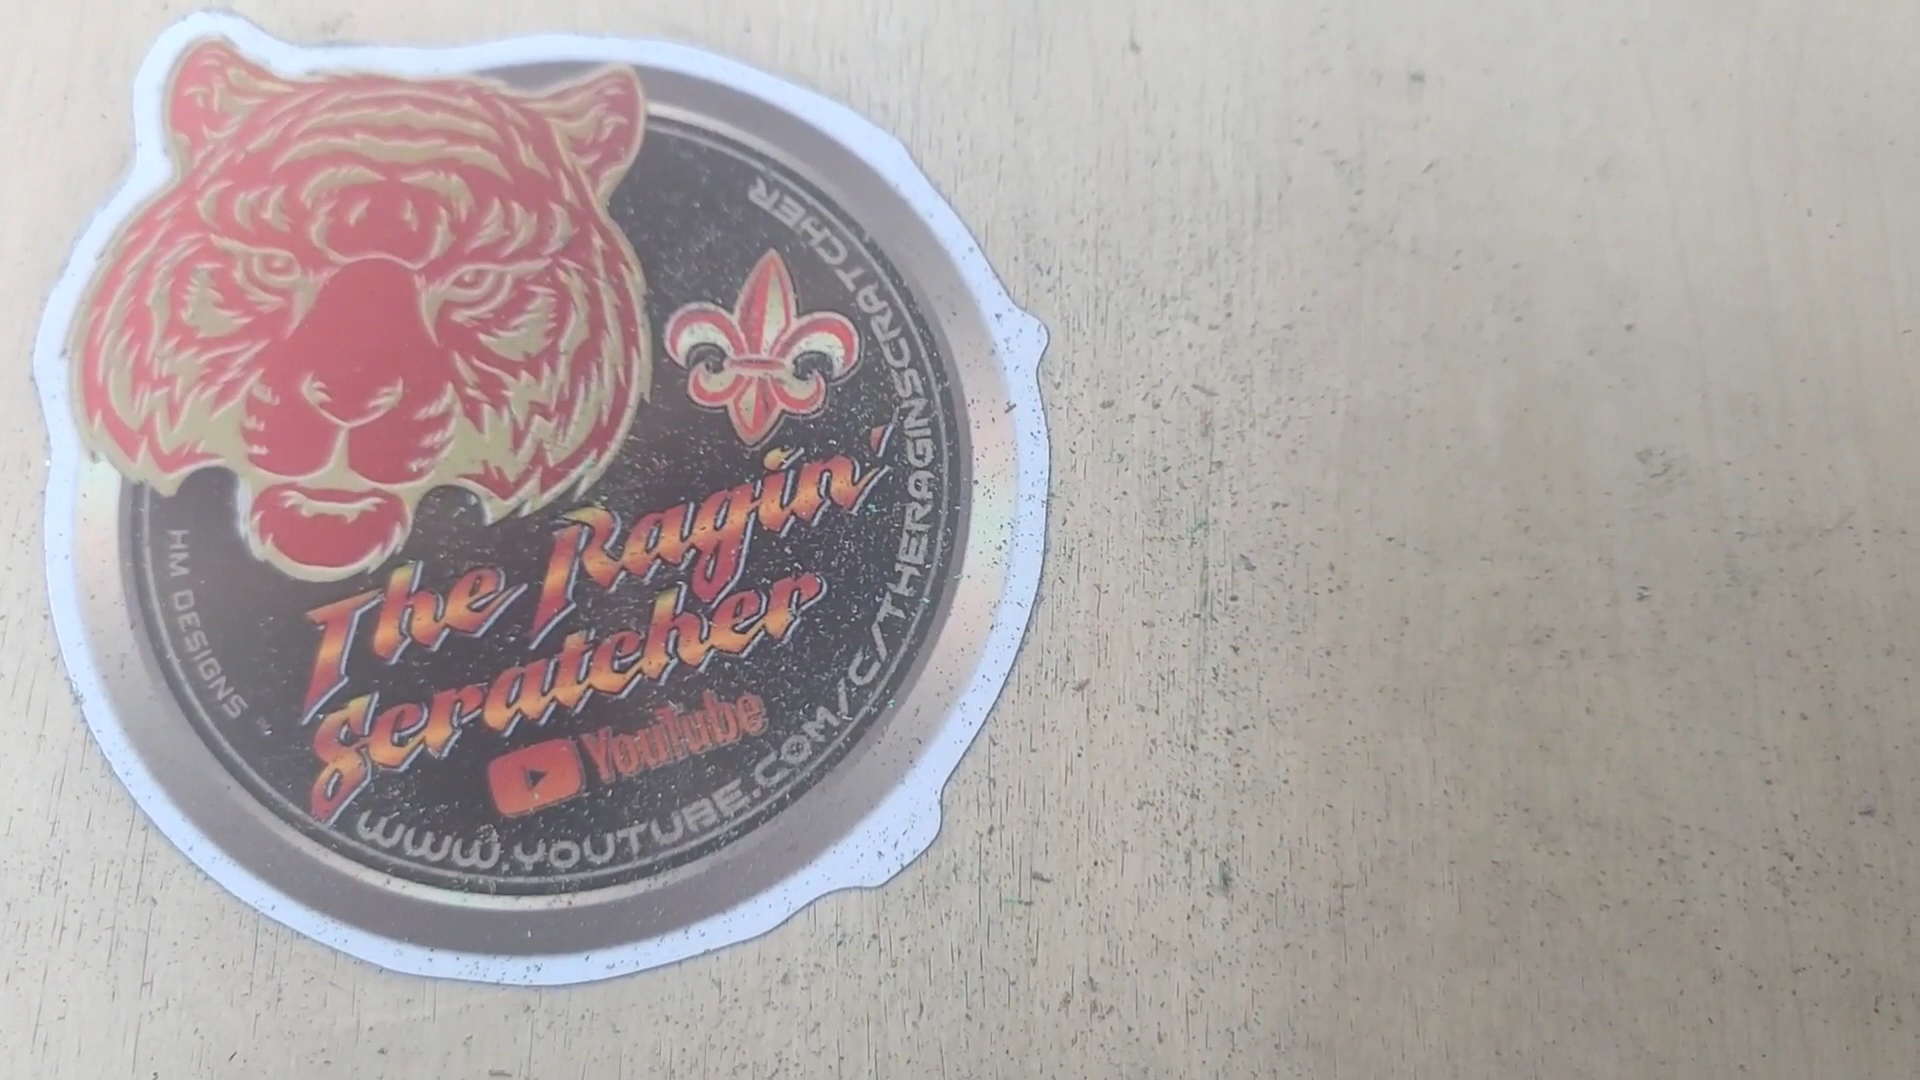 The Ragin'
Scratcher
YouTube
WWW.YOUTUBE.COM/C/THERAGINSCRATCHER
HM DESIGNS